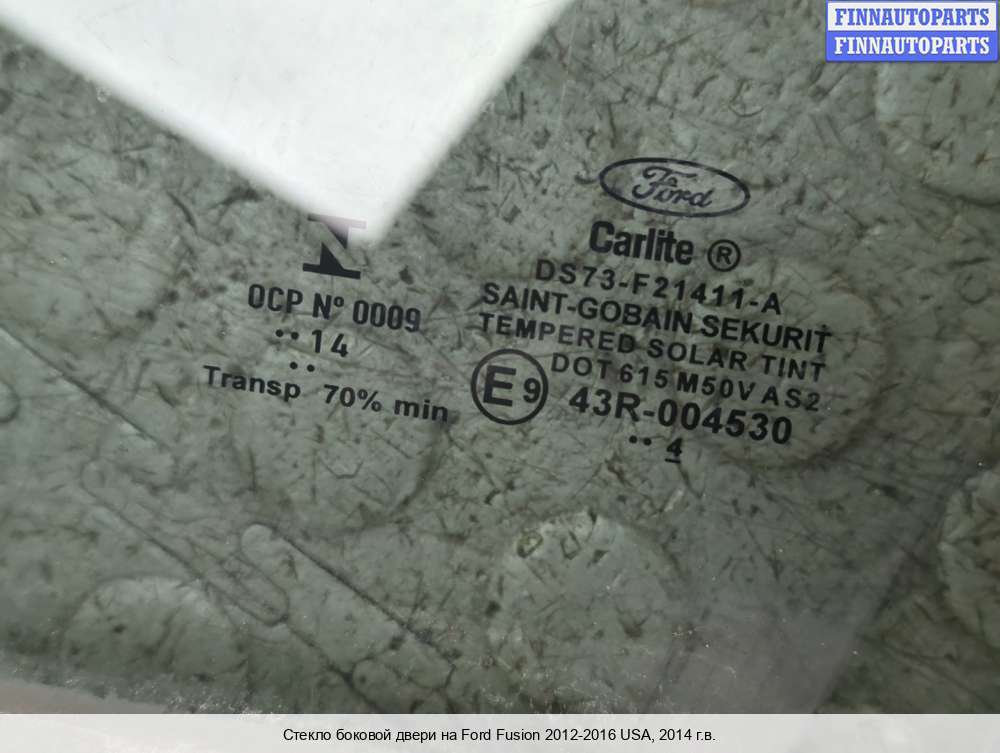 FINNAUTOPARTS
FINNAUTOPARTS
Ford
Carlite ®
DS73-F21411-A
SAINT-GOBAIN SEKURIT
TEMPERED SOLAR TINT
DOT 615 M50V AS2
E9 43R-004530
•• 4
N
OCP Nº 0009
••14
••
Transp 70% min
Стекло боковой двери на Ford Fusion 2012-2016 USA, 2014 г.в.